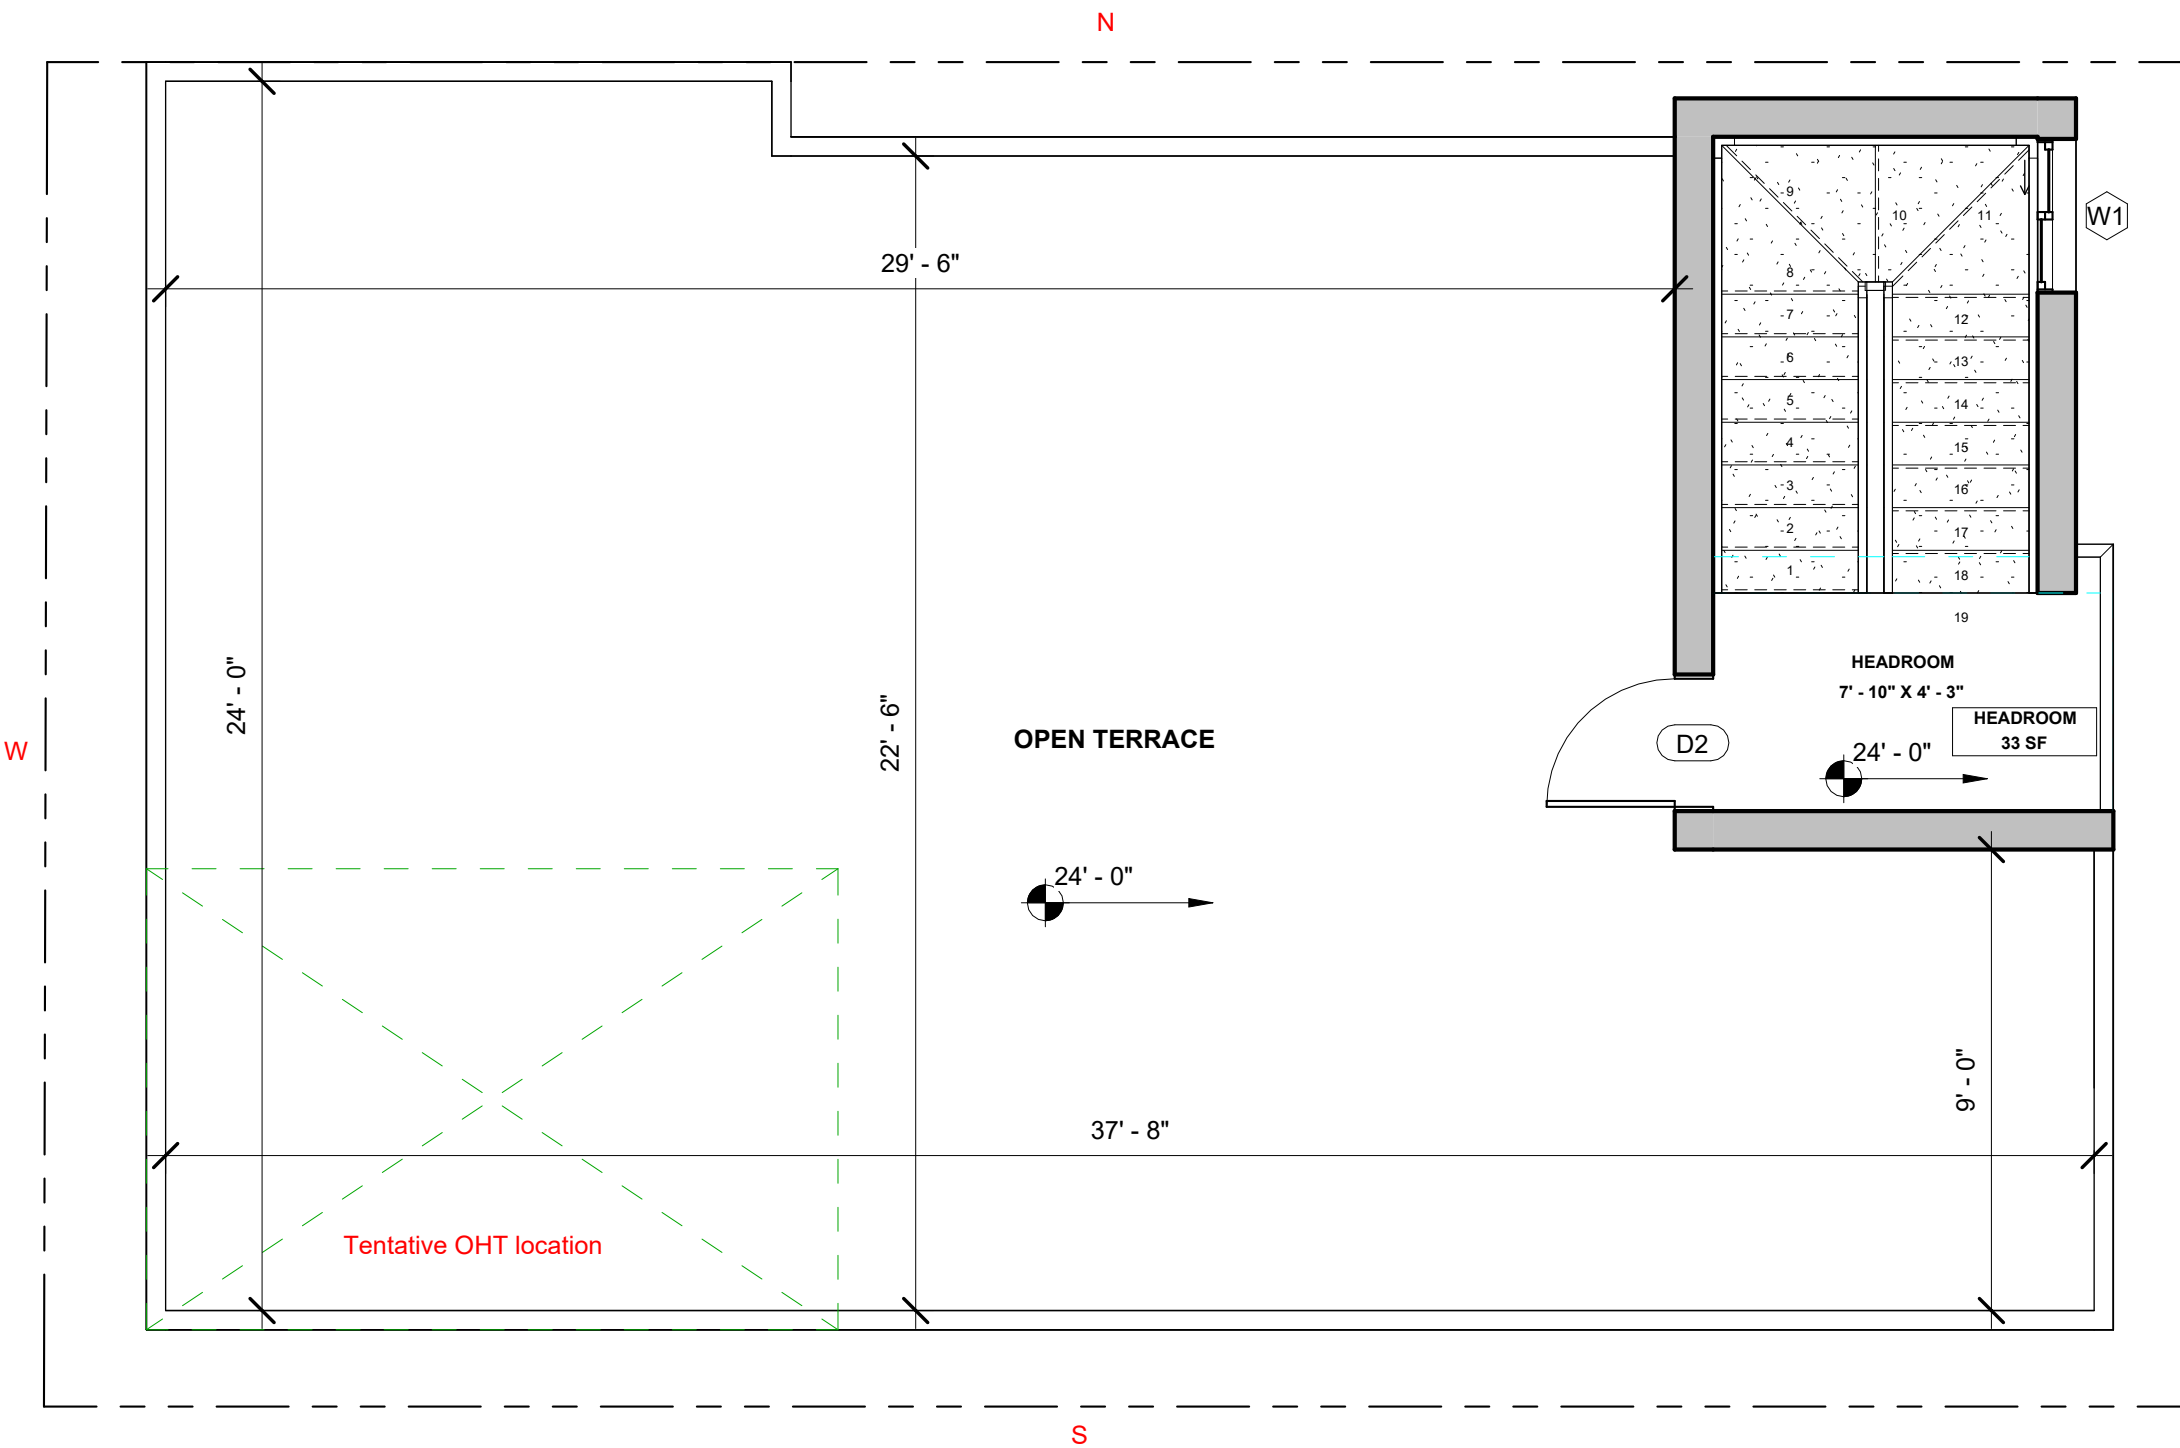 N
W1
29' - 6"
9
10
11
8
7
12
6
13
5
14
4
15
3
16
2
17
1
18
19
HEADROOM
7' - 10" X 4' - 3"
HEADROOM
33 SF
24' - 0"
22' - 6"
OPEN TERRACE
D2
24' - 0"
W
24' - 0"
9' - 0"
37' - 8"
Tentative OHT location
S